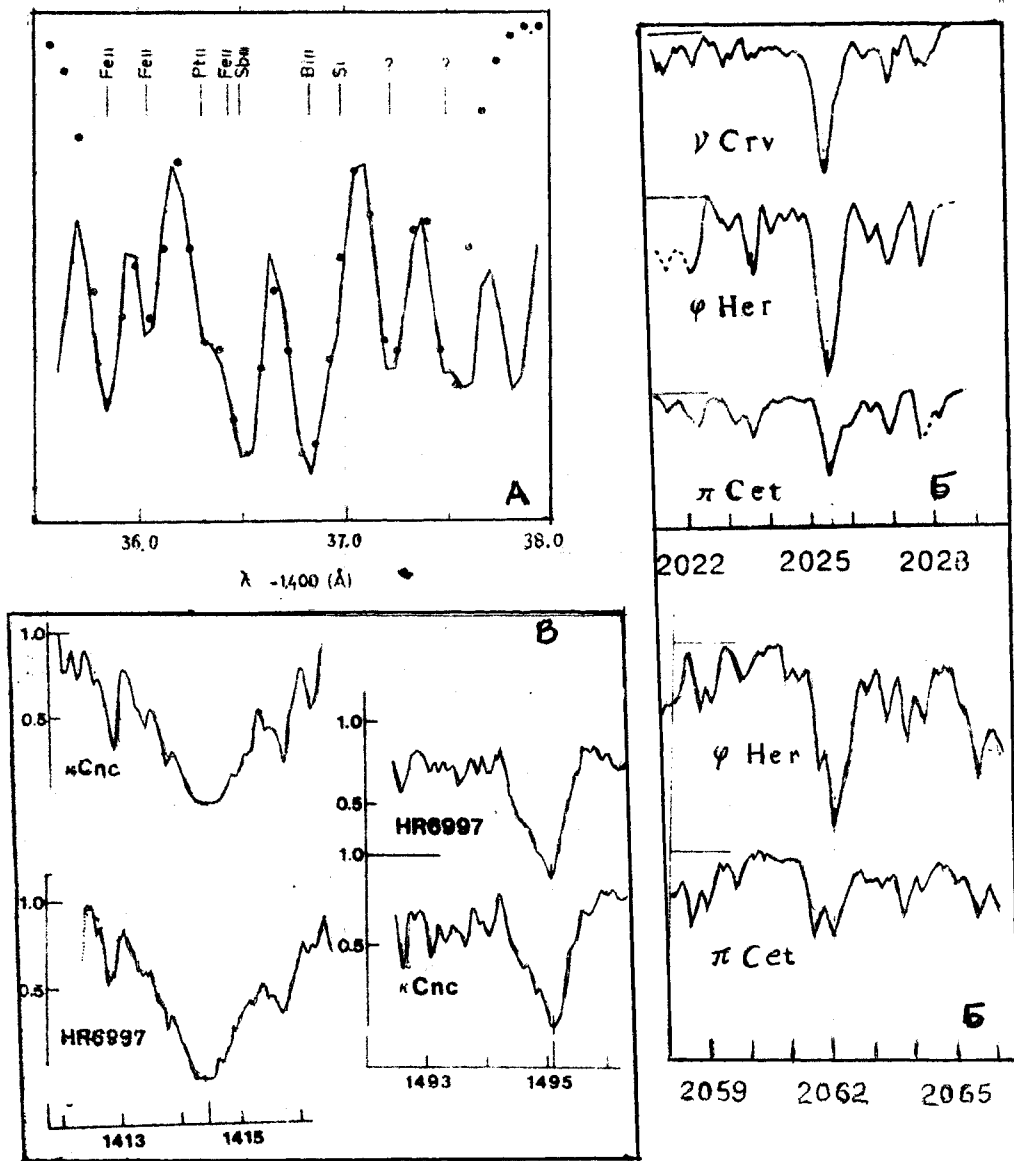 FeII FeII PtII FeII SbIII BiII Si ? ?
A
36.0 37.0 38.0
λ -1400 (Å)
ν Crv
φ Her
π Cet
Б
2022 2025 2028
φ Her
π Cet
Б
2059 2062 2065
В
1.0
0.5
κCnc
1.0
0.5
HR6997
1413 1415
1.0
0.5
HR6997
1.0
0.5
κCnc
1493 1495